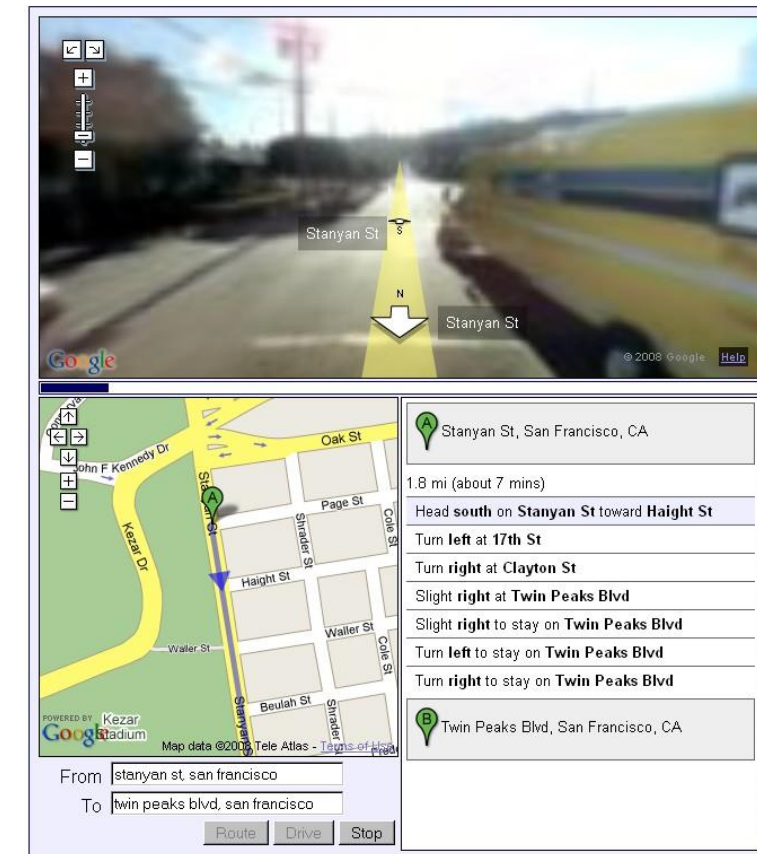 Stanyan St
S
N
Stanyan St
Google
© 2008 Google Help
A
Stanyan St, San Francisco, CA
1.8 mi (about 7 mins)
Head south on Stanyan St toward Haight St
Turn left at 17th St
Turn right at Clayton St
Slight right at Twin Peaks Blvd
Slight right to stay on Twin Peaks Blvd
Turn left to stay on Twin Peaks Blvd
Turn right to stay on Twin Peaks Blvd
B
Twin Peaks Blvd, San Francisco, CA
Oak St
John F Kennedy Dr
A
Page St
Cole St
Shrader St
Kezar Dr
Haight St
Waller St
Waller St
Cole St
Beulah St
Shrader St
Stanyan S
POWERED BY
Google
Kezar
Stadium
Map data ©2008 Tele Atlas - Terms of Use
From stanyan st, san francisco
To twin peaks blvd, san francisco
Route Drive Stop